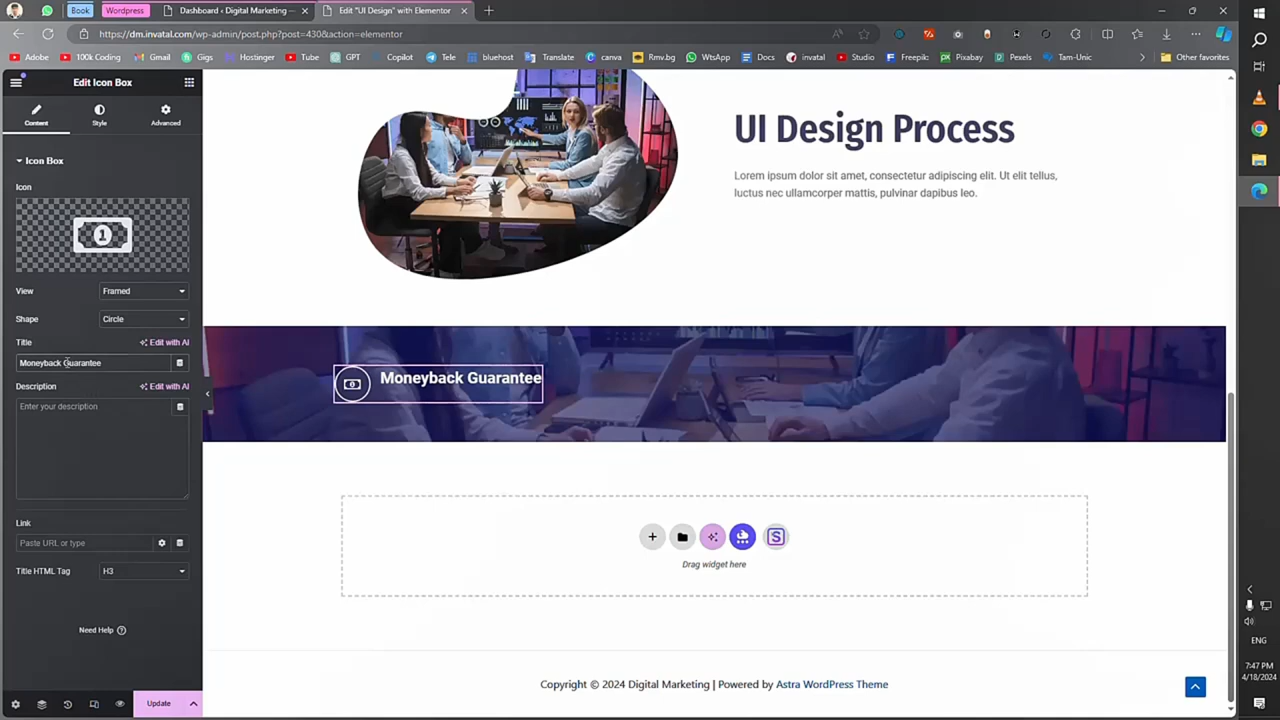 Book
Wordpress
Dashboard ‹ Digital Marketing —
Edit "UI Design" with Elementor
https://dm.invatal.com/wp-admin/post.php?post=430&action=elementor
Adobe
100k Coding
Gmail
Gigs
Hostinger
Tube
GPT
Copilot
Tele
bluehost
Translate
canva
Rmv.bg
WtsApp
Docs
invatal
Studio
Freepilc
Pixabay
Pexels
Tam-Unic
Other favorites
Edit Icon Box
Content
Style
Advanced
Icon Box
Icon
View
Framed
Shape
Circle
Title
Edit with AI
Moneyback Guarantee
Description
Edit with AI
Enter your description
Link
Paste URL or type
Title HTML Tag
H3
Need Help
Update
UI Design Process
Lorem ipsum dolor sit amet, consectetur adipiscing elit. Ut elit tellus,
luctus nec ullamcorper mattis, pulvinar dapibus leo.
Moneyback Guarantee
Drag widget here
Copyright © 2024 Digital Marketing | Powered by Astra WordPress Theme
ENG
7:47 PM
4/18/2024